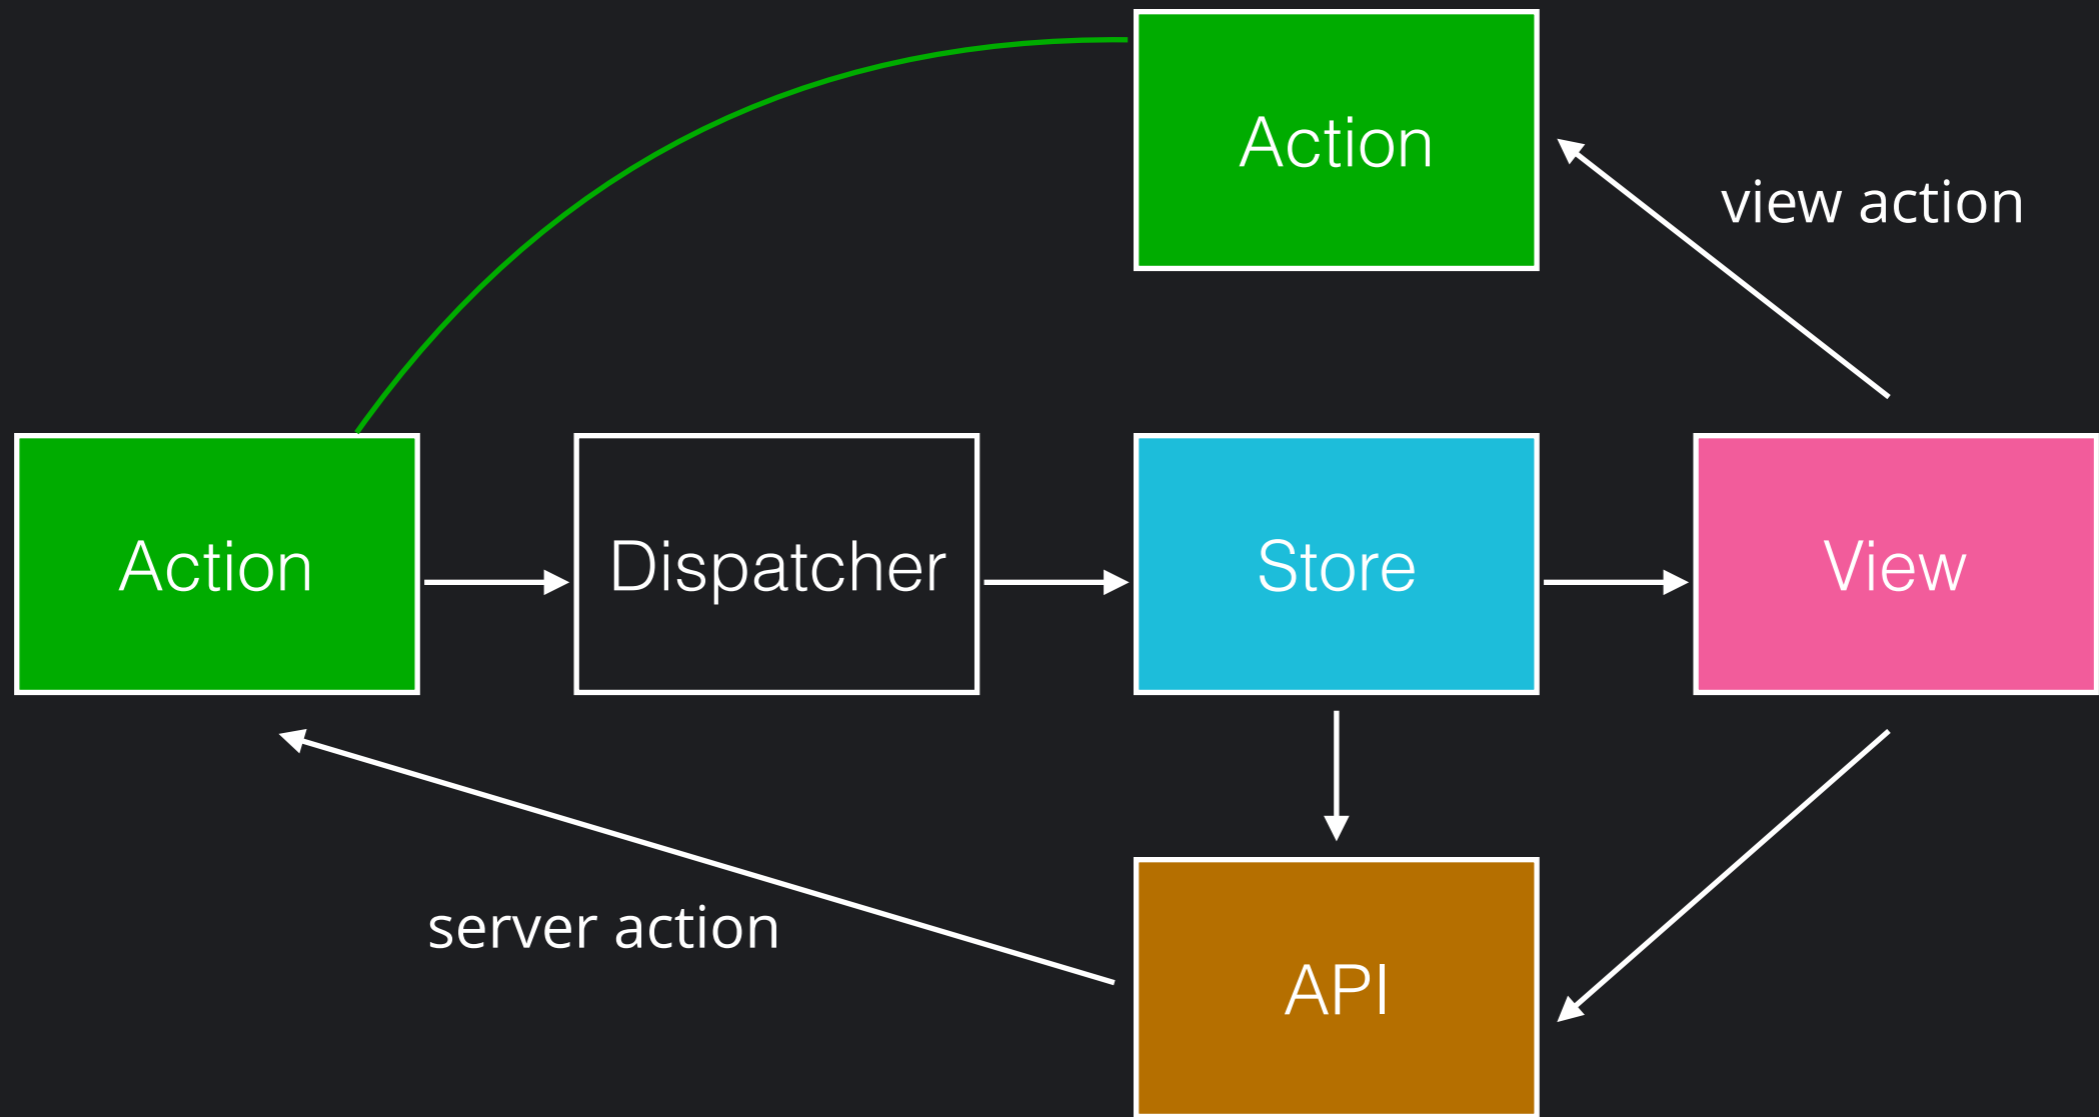 Action
view action
Action
Dispatcher
Store
View
server action
API